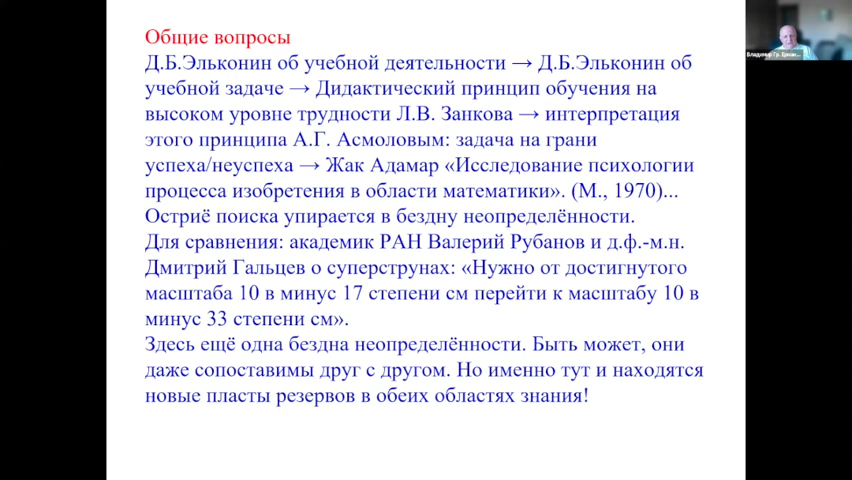 Общие вопросы
Д.Б.Эльконин об учебной деятельности → Д.Б.Эльконин об
учебной задаче → Дидактический принцип обучения на
высоком уровне трудности Л.В. Занкова → интерпретация
этого принципа А.Г. Асмоловым: задача на грани
успеха/неуспеха → Жак Адамар «Исследование психологии
процесса изобретения в области математики». (М., 1970)...
Остриё поиска упирается в бездну неопределённости.
Для сравнения: академик РАН Валерий Рубанов и д.ф.-м.н.
Дмитрий Гальцев о суперструнах: «Нужно от достигнутого
масштаба 10 в минус 17 степени см перейти к масштабу 10 в
минус 33 степени см».
Здесь ещё одна бездна неопределённости. Быть может, они
даже сопоставимы друг с другом. Но именно тут и находятся
новые пласты резервов в обеих областях знания!
Владимир Гр.